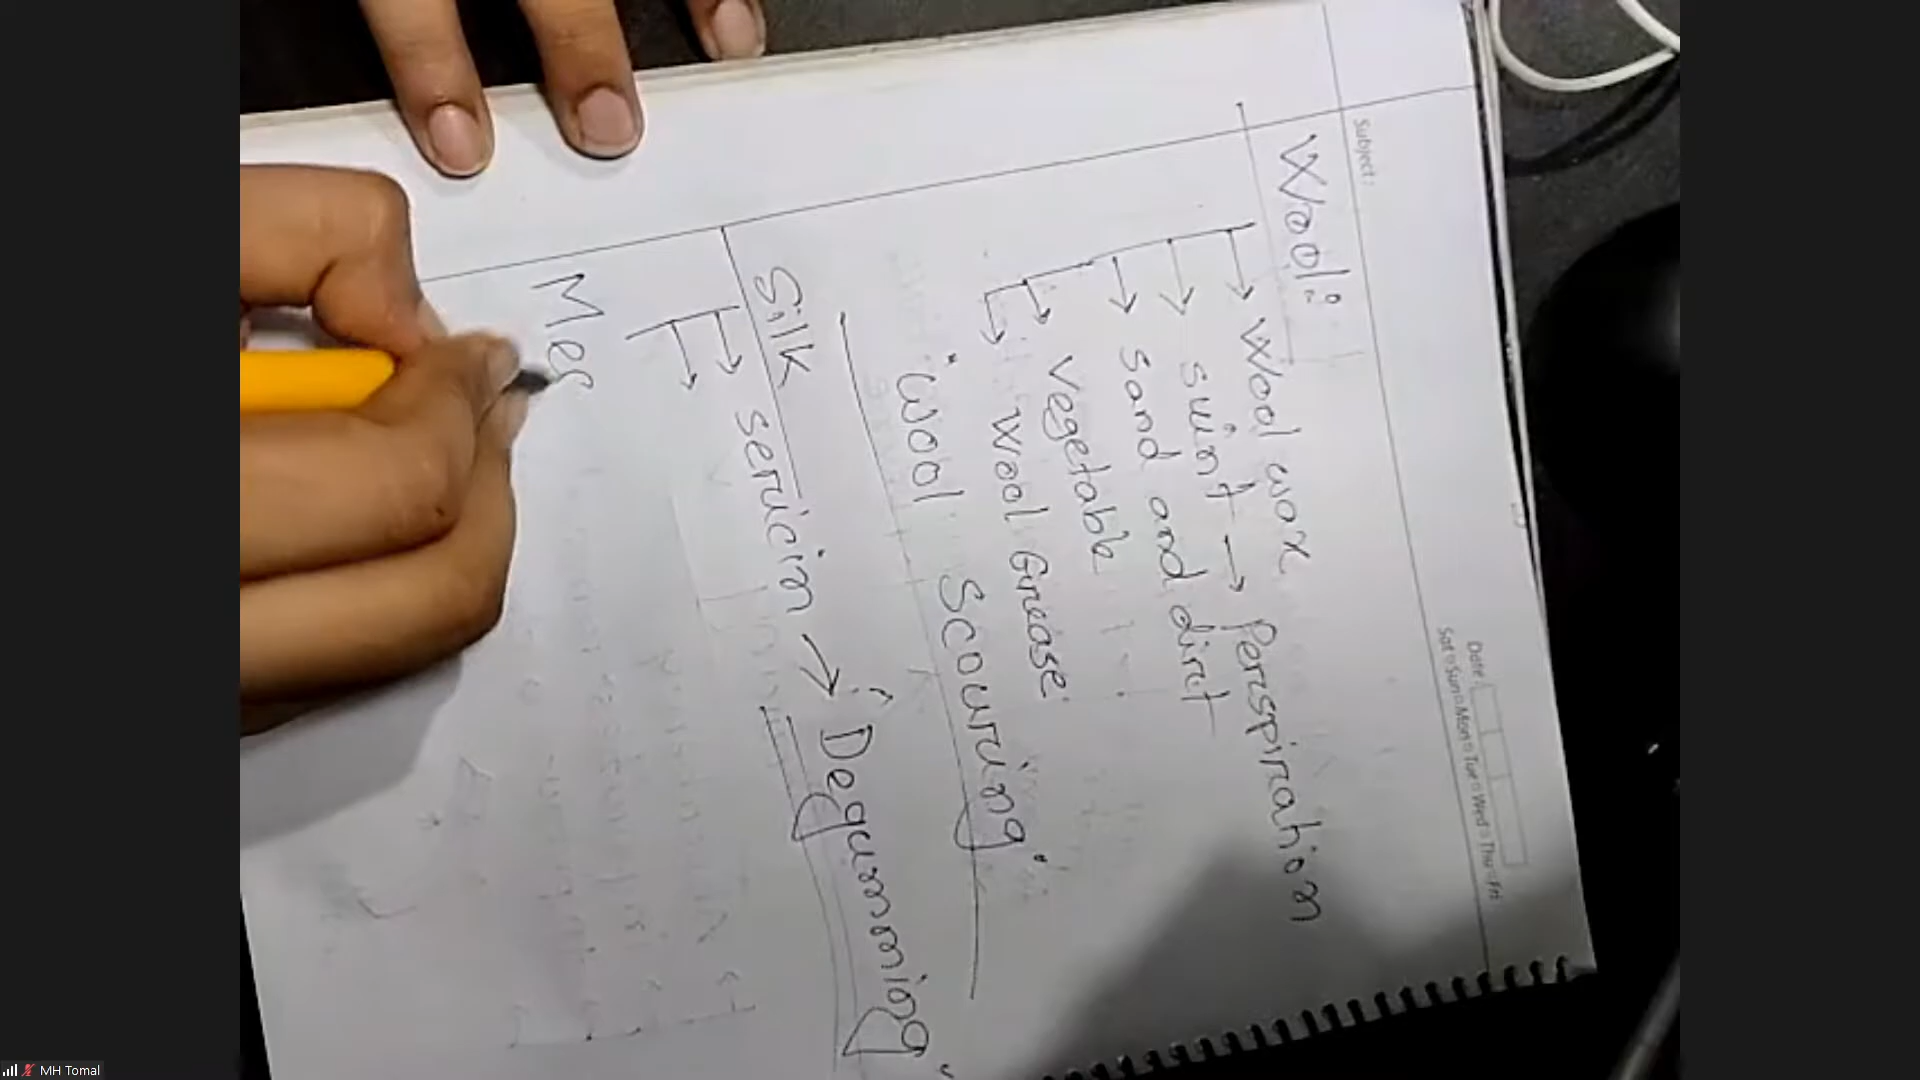 Subject:
Date:
Sat Sun Mon Tue Wed Thu Fri
Wool:
→ Wool wax
→ suint → Perspiration
→ sand and dirt
→ vegetable
→ Wool Grease
"Wool Scouring"
Silk
→ sericin → "Degumming"
→
Mer
MH Tomal